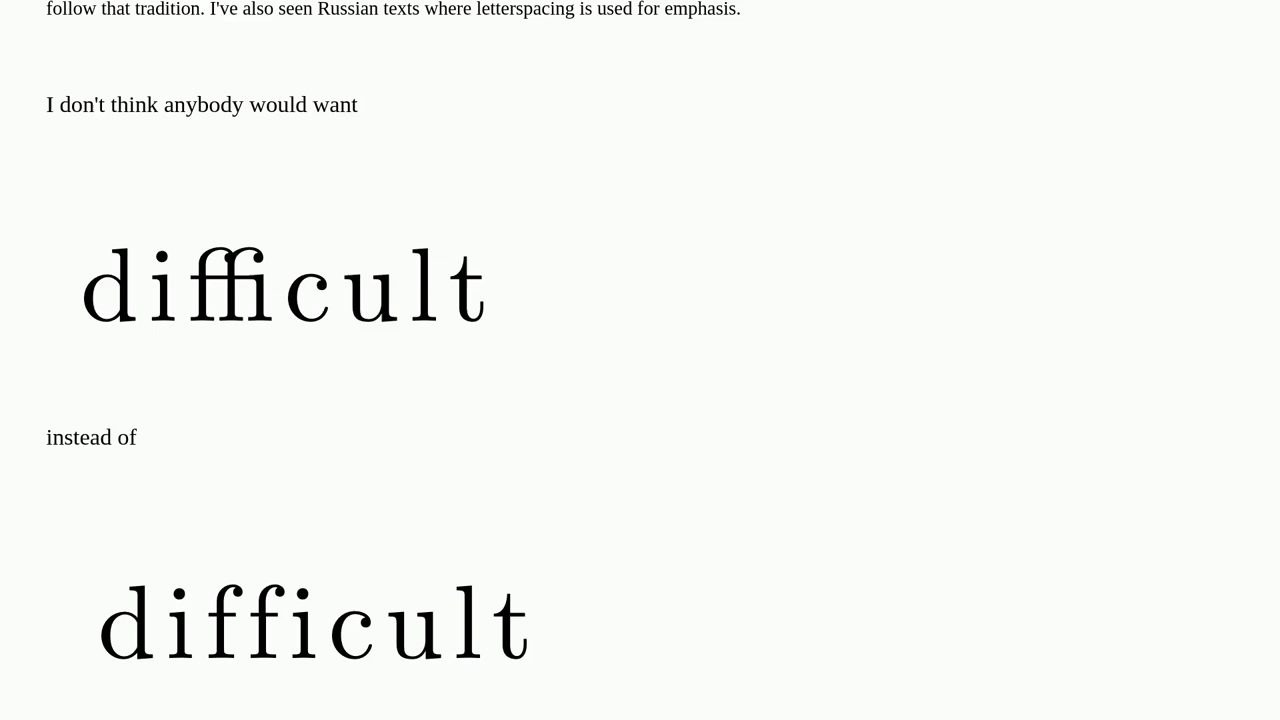 follow that tradition. I've also seen Russian texts where letterspacing is used for emphasis.
I don't think anybody would want
difficult
instead of
difficult